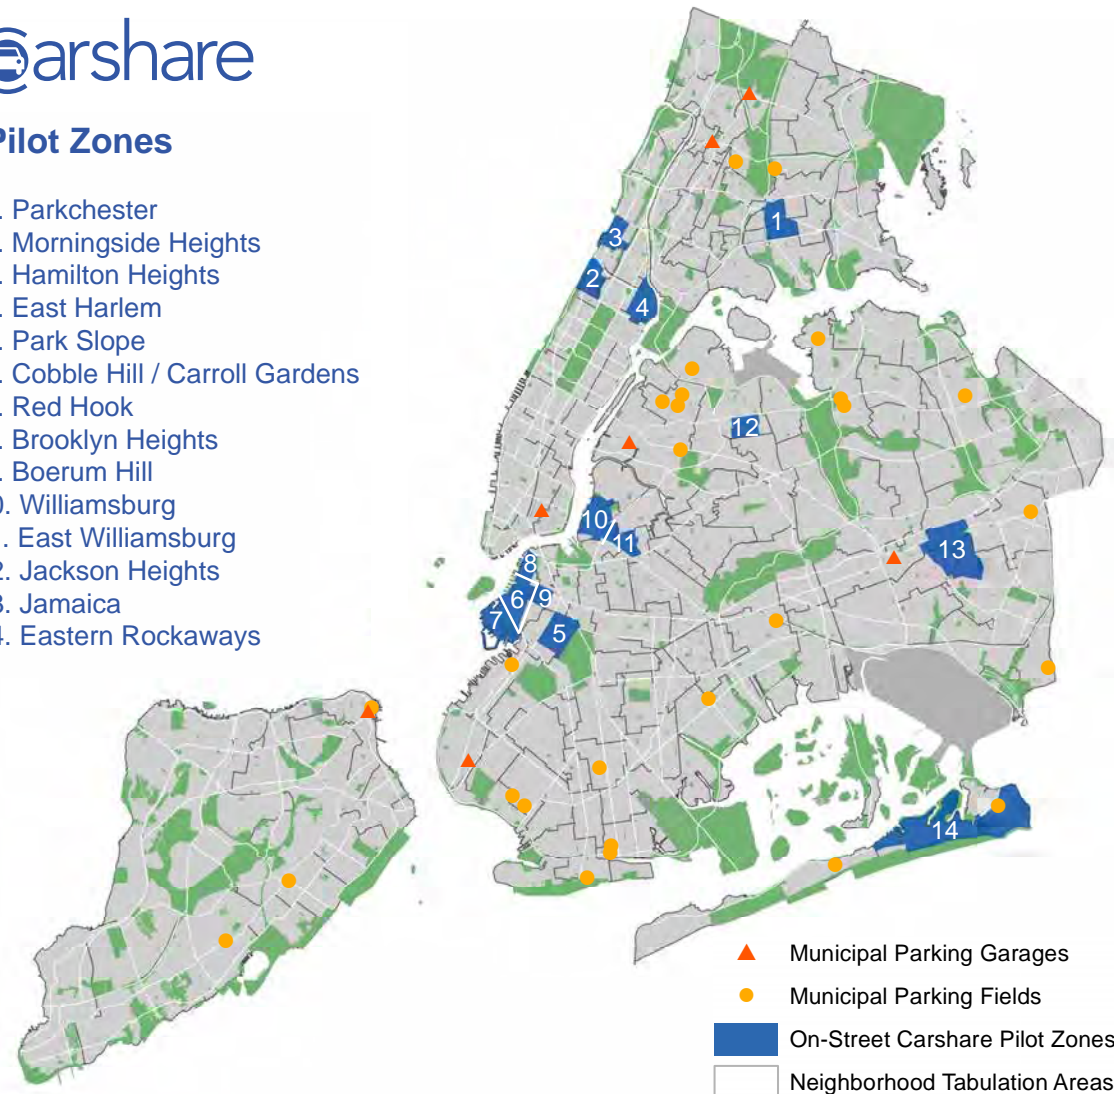 Carshare
Pilot Zones
. Parkchester
. Morningside Heights
. Hamilton Heights
. East Harlem
. Park Slope
. Cobble Hill / Carroll Gardens
. Red Hook
. Brooklyn Heights
. Boerum Hill
0. Williamsburg
. East Williamsburg
2. Jackson Heights
3. Jamaica
4. Eastern Rockaways
1
3
2
4
12
10
11
13
8
6
9
7
5
14
Municipal Parking Garages
Municipal Parking Fields
On-Street Carshare Pilot Zones
Neighborhood Tabulation Areas